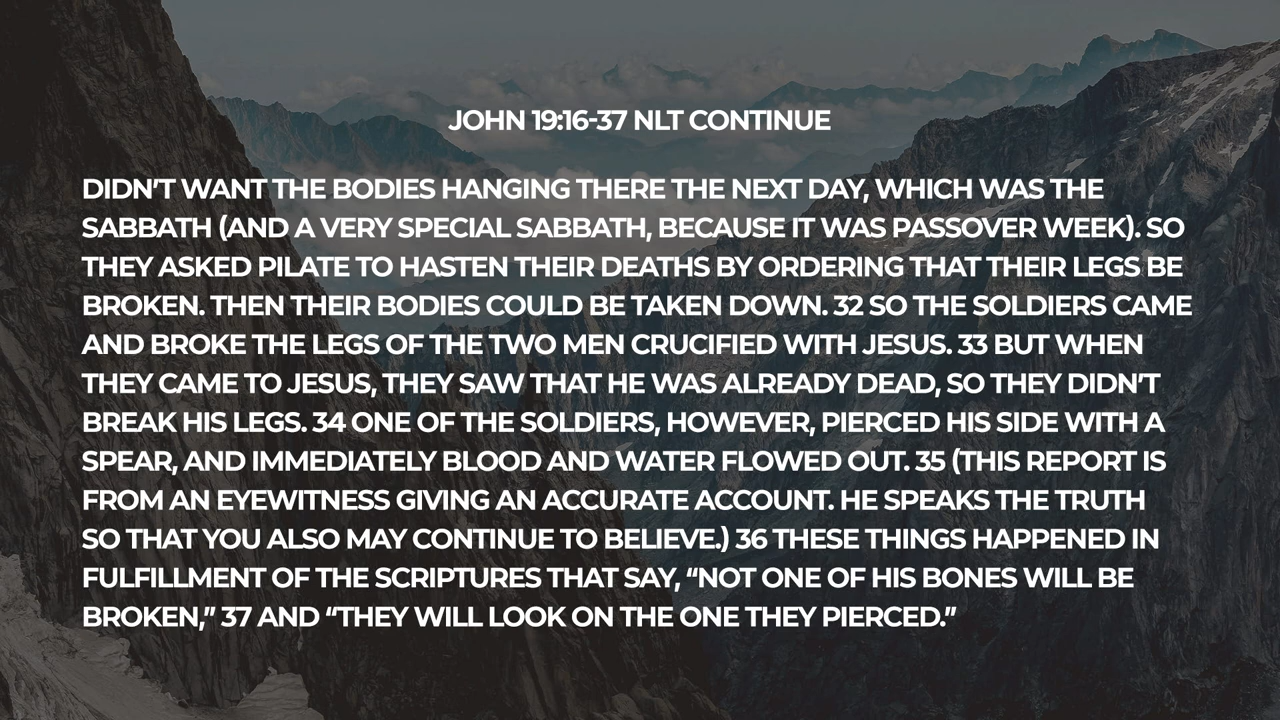 JOHN 19:16-37 NLT CONTINUE
DIDN'T WANT THE BODIES HANGING THERE THE NEXT DAY, WHICH WAS THE
SABBATH (AND A VERY SPECIAL SABBATH, BECAUSE IT WAS PASSOVER WEEK). SO
THEY ASKED PILATE TO HASTEN THEIR DEATHS BY ORDERING THAT THEIR LEGS BE
BROKEN. THEN THEIR BODIES COULD BE TAKEN DOWN. 32 SO THE SOLDIERS CAME
AND BROKE THE LEGS OF THE TWO MEN CRUCIFIED WITH JESUS. 33 BUT WHEN
THEY CAME TO JESUS, THEY SAW THAT HE WAS ALREADY DEAD, SO THEY DIDN'T
BREAK HIS LEGS. 34 ONE OF THE SOLDIERS, HOWEVER, PIERCED HIS SIDE WITH A
SPEAR, AND IMMEDIATELY BLOOD AND WATER FLOWED OUT. 35 (THIS REPORT IS
FROM AN EYEWITNESS GIVING AN ACCURATE ACCOUNT. HE SPEAKS THE TRUTH
SO THAT YOU ALSO MAY CONTINUE TO BELIEVE.) 36 THESE THINGS HAPPENED IN
FULFILLMENT OF THE SCRIPTURES THAT SAY, “NOT ONE OF HIS BONES WILL BE
BROKEN,” 37 AND “THEY WILL LOOK ON THE ONE THEY PIERCED.”